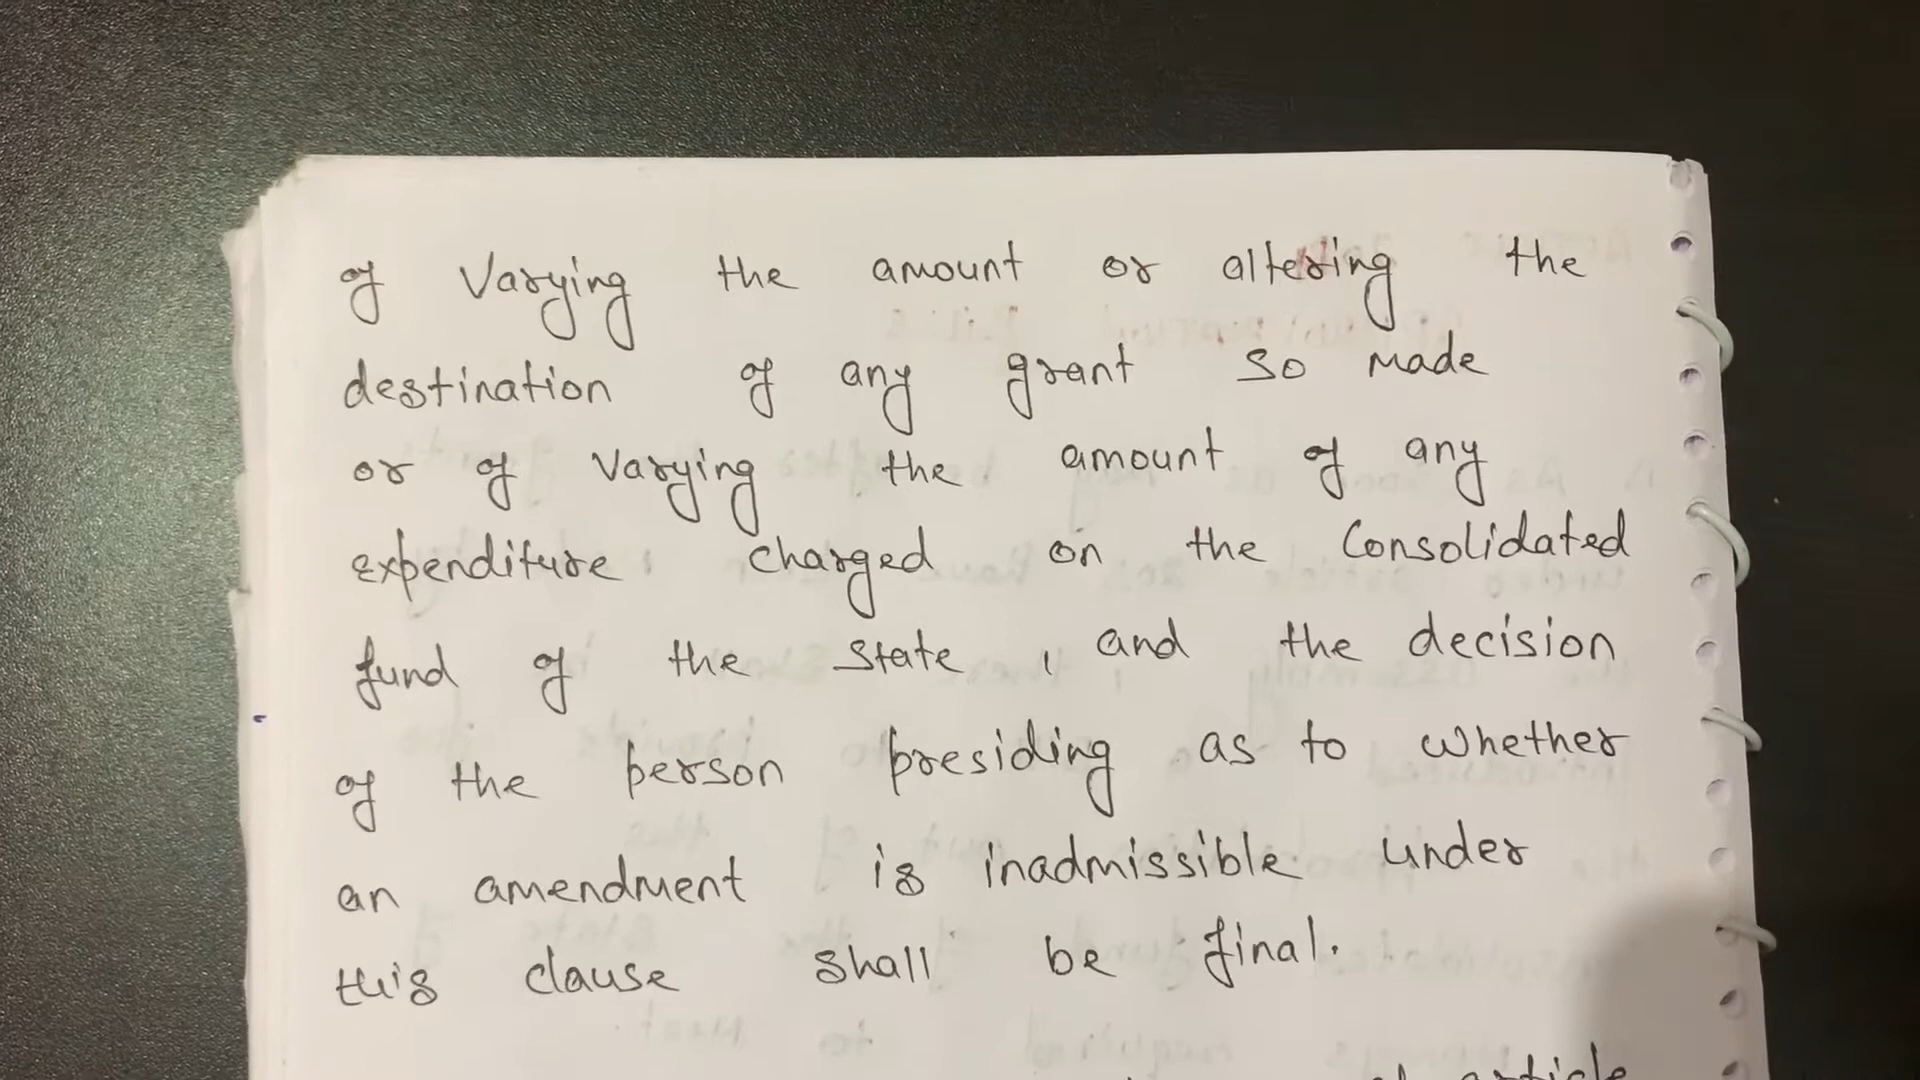 of varying the amount or altering the
destination of any grant so made
or of varying the amount of any
expenditure charged on the Consolidated
fund of the state, and the decision
of the person presiding as to whether
an amendment is inadmissible under
this clause shall be final.
article